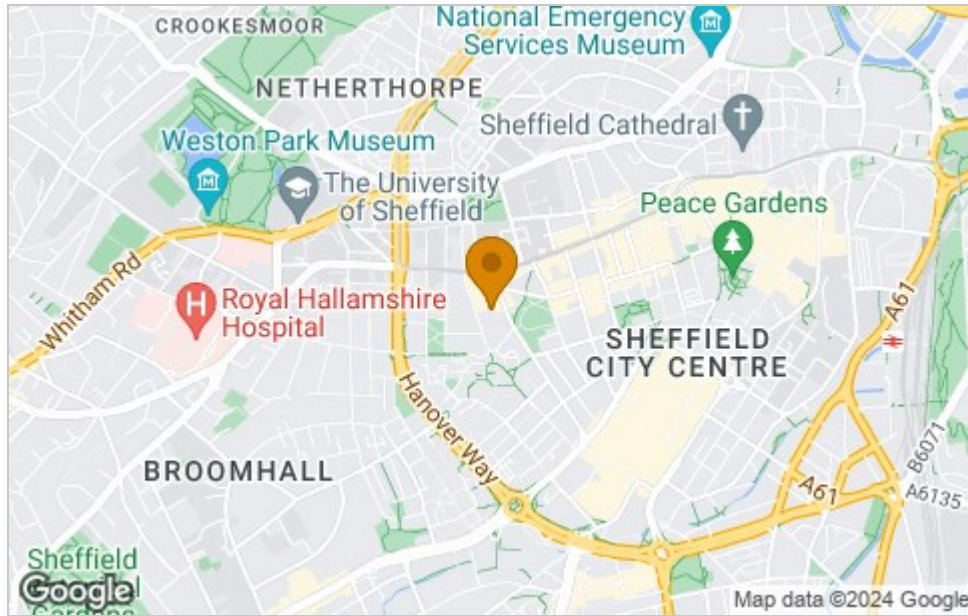 CROOKESMOOR
National Emergency
Services Museum
NETHERTHORPE
Sheffield Cathedral
Weston Park Museum
The University
of Sheffield
Peace Gardens
Whitham Rd
H
Royal Hallamshire
Hospital
A61
SHEFFIELD
CITY CENTRE
Hanover Way
BROOMHALL
B6071
A61
A6135
Sheffield
Gardens
Google
Map data ©2024 Google